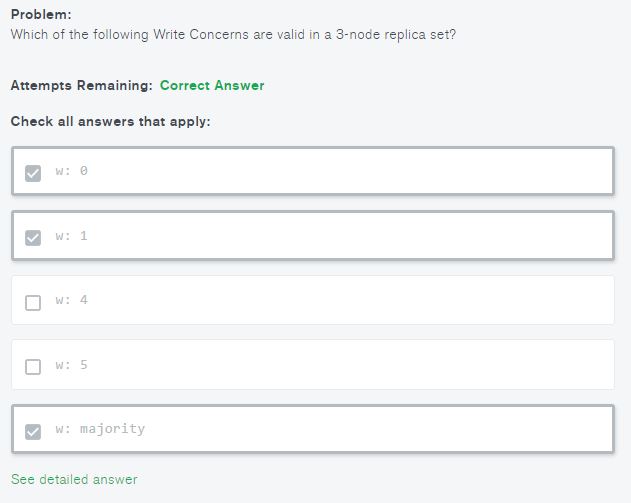 Problem:
Which of the following Write Concerns are valid in a 3-node replica set?
Attempts Remaining: Correct Answer
Check all answers that apply:
w: 0
w: 1
w: 4
w: 5
w: majority
See detailed answer